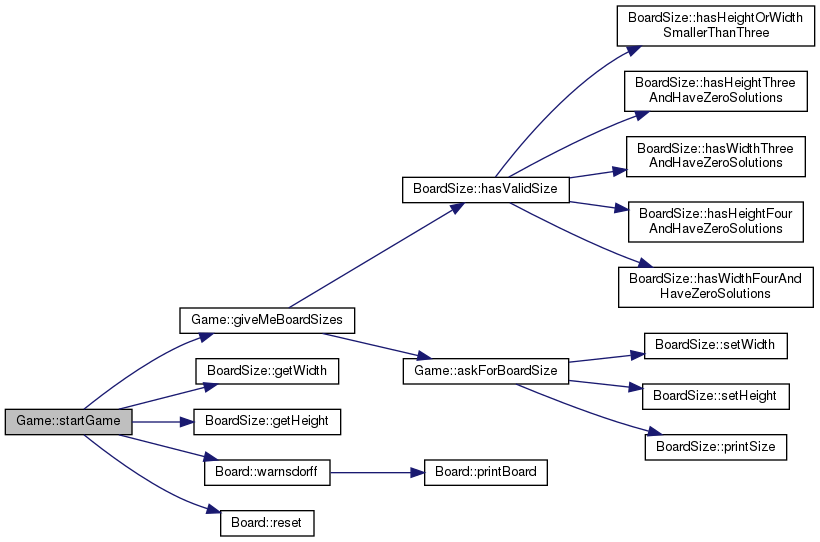 BoardSize::hasHeightOrWidth
SmallerThanThree
BoardSize::hasHeightThree
AndHaveZeroSolutions
BoardSize::hasWidthThree
AndHaveZeroSolutions
BoardSize::hasValidSize
BoardSize::hasHeightFour
AndHaveZeroSolutions
BoardSize::hasWidthFourAnd
HaveZeroSolutions
Game::giveMeBoardSizes
BoardSize::setWidth
BoardSize::getWidth
Game::askForBoardSize
BoardSize::setHeight
Game::startGame
BoardSize::getHeight
BoardSize::printSize
Board::warnsdorff
Board::printBoard
Board::reset